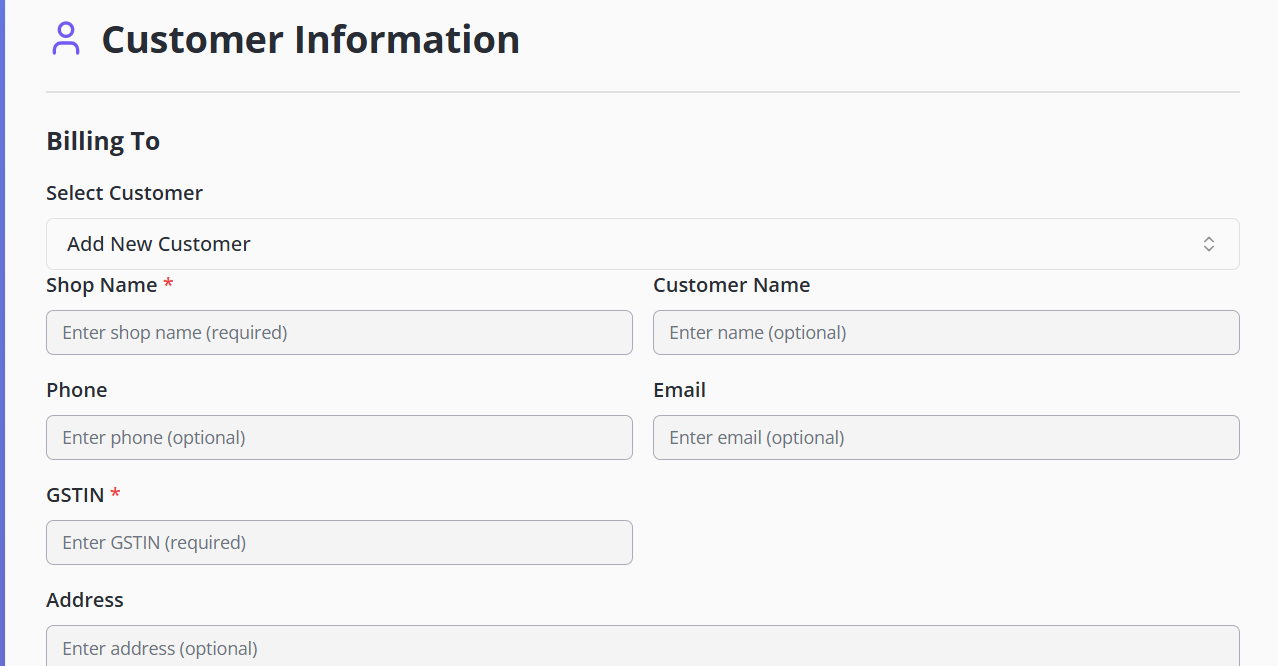 Customer Information
Billing To
Select Customer
Add New Customer
Shop Name *
Customer Name
Enter shop name (required)
Enter name (optional)
Phone
Email
Enter phone (optional)
Enter email (optional)
GSTIN *
Enter GSTIN (required)
Address
Enter address (optional)